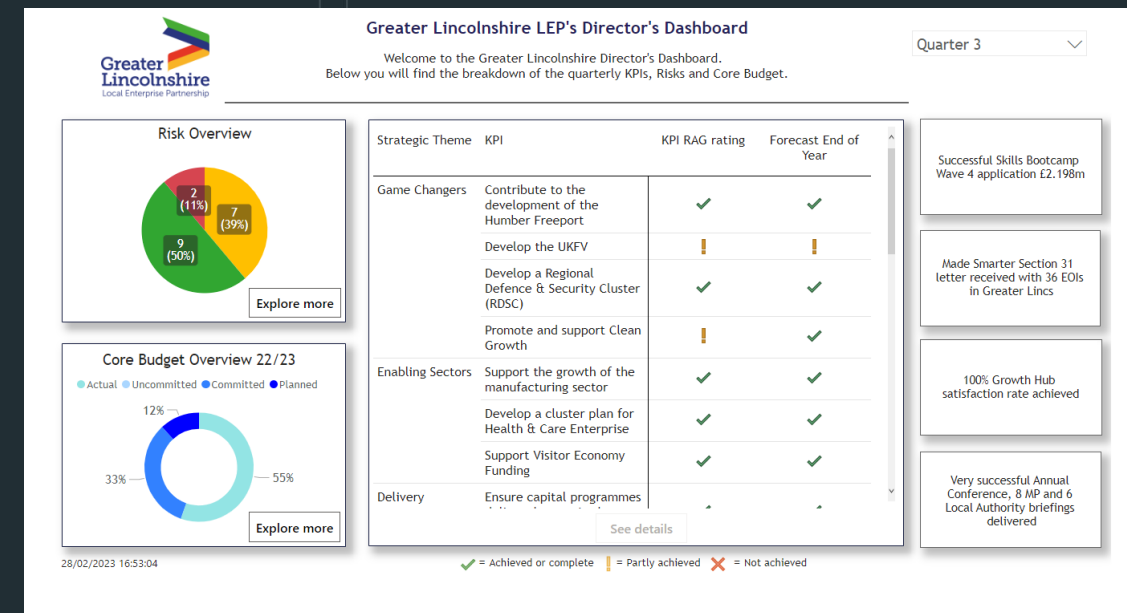 Greater
Lincolnshire
Local Enterprise Partnership
Greater Lincolnshire LEP's Director's Dashboard
Welcome to the Greater Lincolnshire Director's Dashboard.
Below you will find the breakdown of the quarterly KPIs, Risks and Core Budget.
Quarter 3
Risk Overview
2
(11%)
7
(39%)
9
(50%)
Explore more
Core Budget Overview 22/23
Actual Uncommitted Committed Planned
12%
33%
55%
Explore more
28/02/2023 16:53:04
Strategic Theme KPI KPI RAG rating Forecast End of
Year
Game Changers Contribute to the
development of the
Humber Freeport
Develop the UKFV
Develop a Regional
Defence & Security Cluster
(RDSC)
Promote and support Clean
Growth
Enabling Sectors Support the growth of the
manufacturing sector
Develop a cluster plan for
Health & Care Enterprise
Support Visitor Economy
Funding
Delivery Ensure capital programmes
See details
= Achieved or complete = Partly achieved = Not achieved
Successful Skills Bootcamp
Wave 4 application £2.198m
Made Smarter Section 31
letter received with 36 EOIs
in Greater Lincs
100% Growth Hub
satisfaction rate achieved
Very successful Annual
Conference, 8 MP and 6
Local Authority briefings
delivered